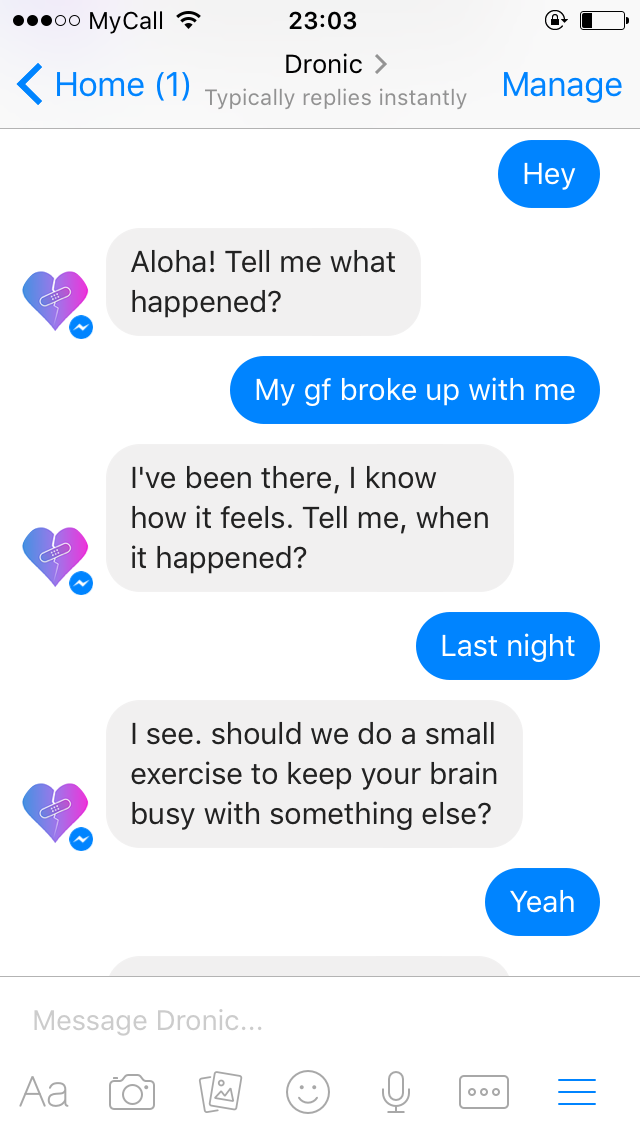 MyCall 23:03
Dronic
Home (1) Manage
Typically replies instantly
Hey
Aloha! Tell me what
happened?
My gf broke up with me
I've been there, I know
how it feels. Tell me, when
it happened?
Last night
I see. should we do a small
exercise to keep your brain
busy with something else?
Yeah
Message Dronic...
Aa